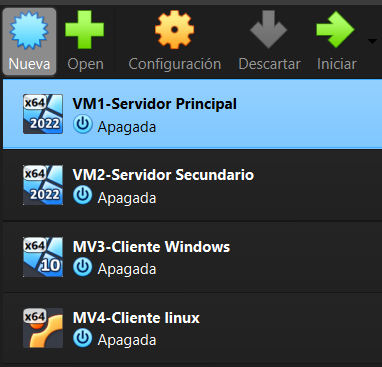 Nueva Open Configuración Descartar Iniciar
x64 VM1-Servidor Principal
2022 Apagada
x64 VM2-Servidor Secundario
2022 Apagada
x64 MV3-Cliente Windows
10 Apagada
x64 MV4-Cliente linux
Apagada